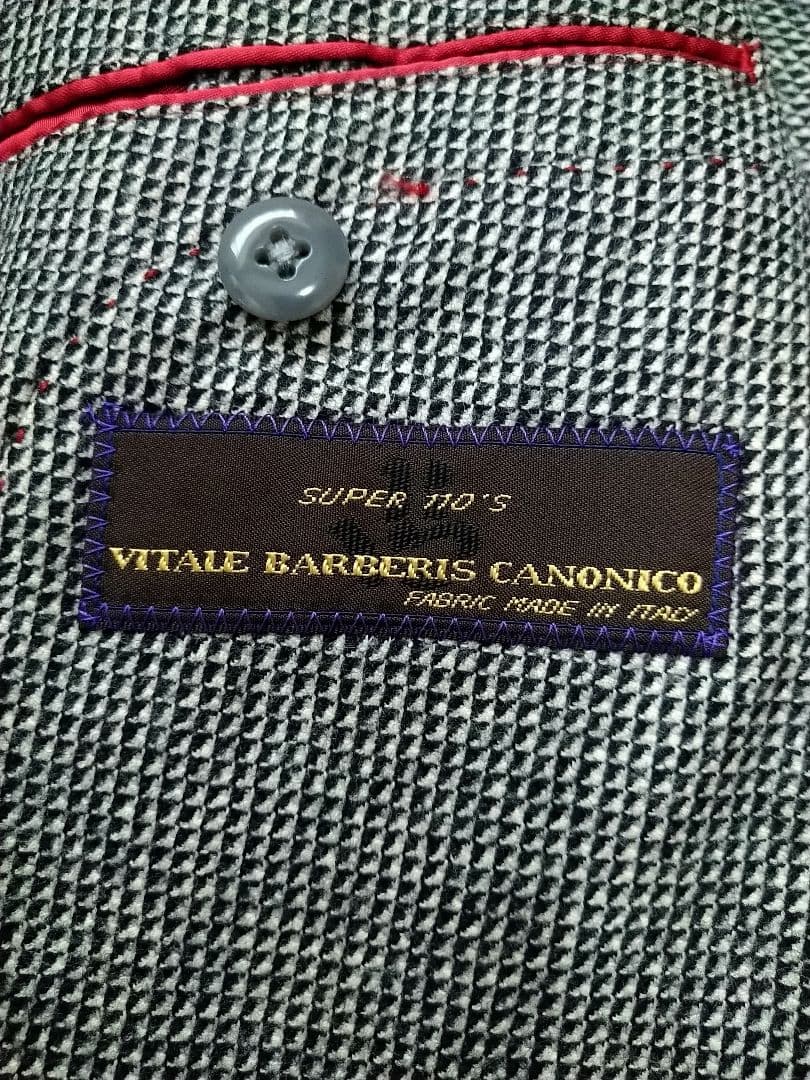 SUPER 110'S
VITALE BARBERIS CANONICO
FABRIC MADE IN ITALY